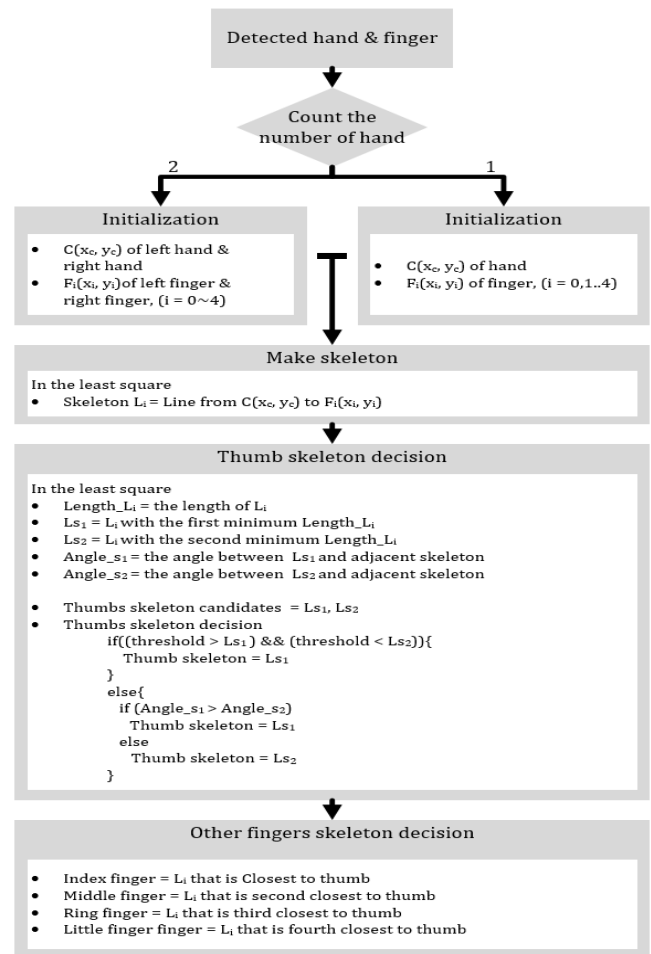 Detected hand & finger
Count the
number of hand
2
1
Initialization
• C(x꜀, y꜀) of left hand &
right hand
• Fᵢ(xᵢ, yᵢ)of left finger &
right finger, (i = 0~4)
Initialization
• C(x꜀, y꜀) of hand
• Fᵢ(xᵢ, yᵢ) of finger, (i = 0,1..4)
Make skeleton
In the least square
• Skeleton Lᵢ = Line from C(x꜀, y꜀) to Fᵢ(xᵢ, yᵢ)
Thumb skeleton decision
In the least square
• Length_Lᵢ = the length of Lᵢ
• Ls₁ = Lᵢ with the first minimum Length_Lᵢ
• Ls₂ = Lᵢ with the second minimum Length_Lᵢ
• Angle_s₁ = the angle between Ls₁ and adjacent skeleton
• Angle_s₂ = the angle between Ls₂ and adjacent skeleton
• Thumbs skeleton candidates = Ls₁, Ls₂
• Thumbs skeleton decision
if((threshold > Ls₁ ) && (threshold < Ls₂)){
Thumb skeleton = Ls₁
}
else{
if (Angle_s₁ > Angle_s₂)
Thumb skeleton = Ls₁
else
Thumb skeleton = Ls₂
}
Other fingers skeleton decision
• Index finger = Lᵢ that is Closest to thumb
• Middle finger = Lᵢ that is second closest to thumb
• Ring finger = Lᵢ that is third closest to thumb
• Little finger finger = Lᵢ that is fourth closest to thumb